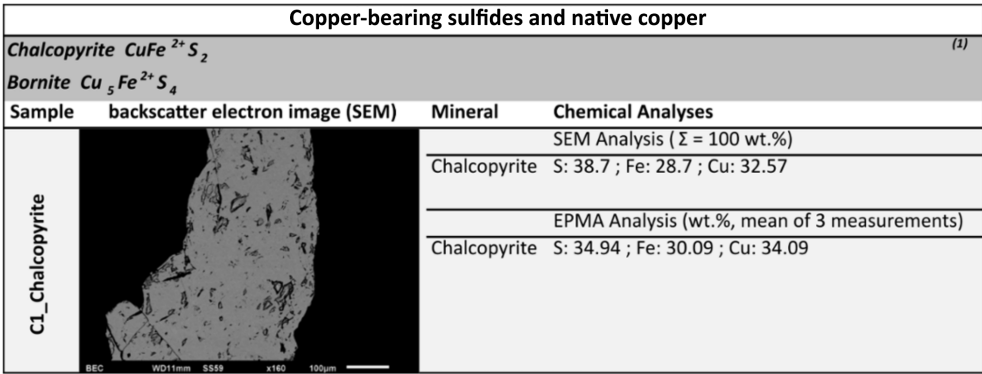 Copper-bearing sulfides and native copper
Chalcopyrite CuFe 2+ S 2 (1)
Bornite Cu 5 Fe 2+ S 4
Sample backscatter electron image (SEM) Mineral Chemical Analyses
SEM Analysis ( Σ = 100 wt.%)
Chalcopyrite S: 38.7 ; Fe: 28.7 ; Cu: 32.57
EPMA Analysis (wt.%, mean of 3 measurements)
Chalcopyrite S: 34.94 ; Fe: 30.09 ; Cu: 34.09
C1_Chalcopyrite
BEC WD11mm SS59 x160 100µm